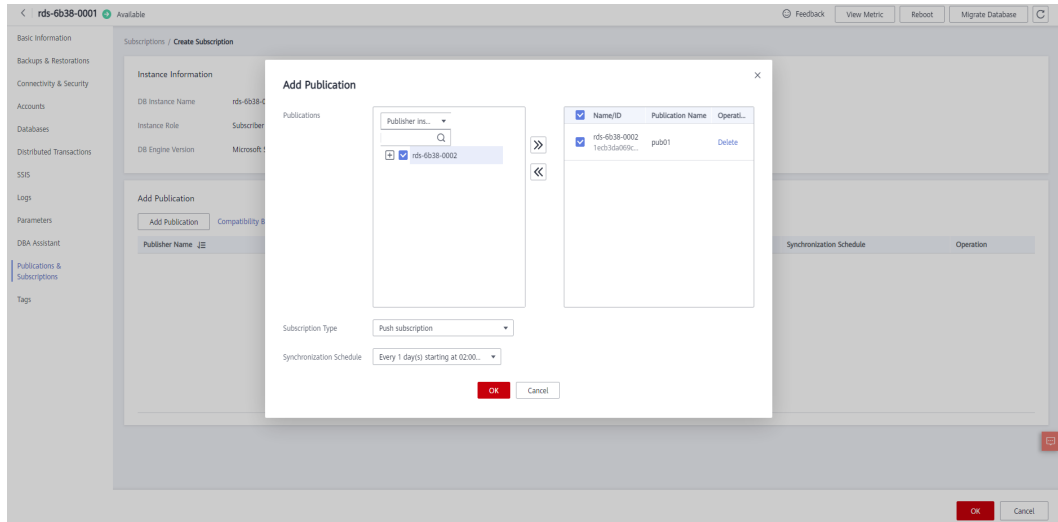 rds-6b38-0001 Available
Feedback View Metric Reboot Migrate Database
Basic Information
Backups & Restorations
Connectivity & Security
Accounts
Databases
Distributed Transactions
SSIS
Logs
Parameters
DBA Assistant
Publications &
Subscriptions
Tags
Subscriptions / Create Subscription
Instance Information
DB Instance Name rds-6b38-0
Instance Role Subscriber
DB Engine Version Microsoft S
Add Publication
Add Publication Compatibility B
Publisher Name Synchronization Schedule Operation
Add Publication
Publications
Publisher ins...
rds-6b38-0002
Name/ID Publication Name Operati...
rds-6b38-0002
1ecb3da069c... pub01 Delete
Subscription Type Push subscription
Synchronization Schedule Every 1 day(s) starting at 02:00...
OK Cancel
OK Cancel